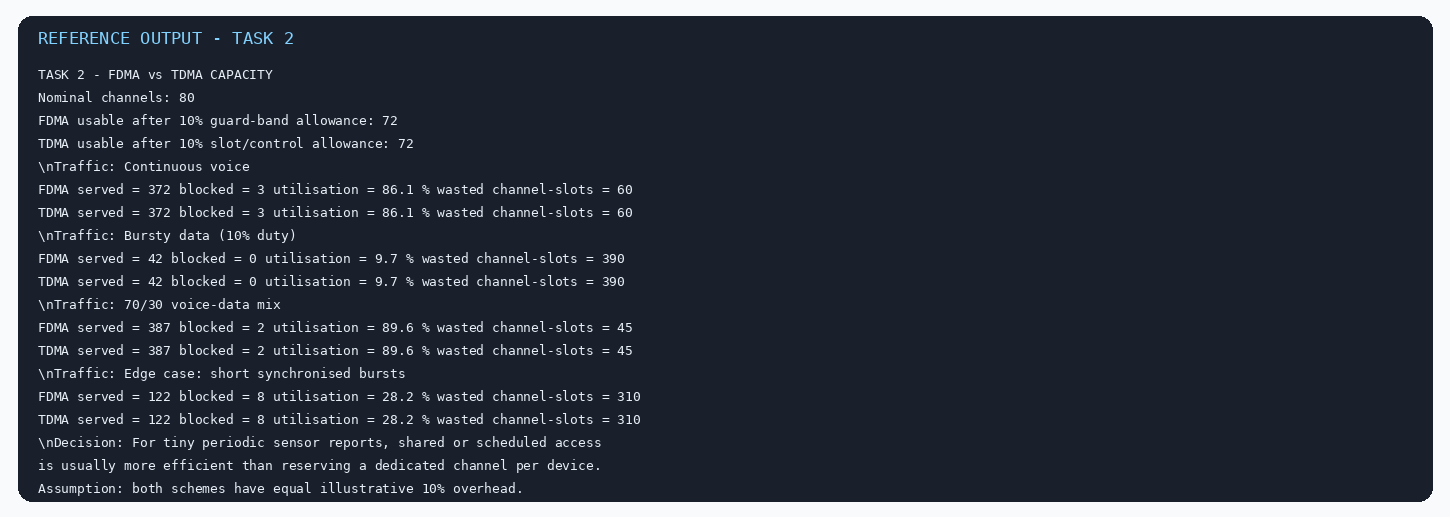 REFERENCE OUTPUT - TASK 2
TASK 2 - FDMA vs TDMA CAPACITY
Nominal channels: 80
FDMA usable after 10% guard-band allowance: 72
TDMA usable after 10% slot/control allowance: 72
\nTraffic: Continuous voice
FDMA served = 372 blocked = 3 utilisation = 86.1 % wasted channel-slots = 60
TDMA served = 372 blocked = 3 utilisation = 86.1 % wasted channel-slots = 60
\nTraffic: Bursty data (10% duty)
FDMA served = 42 blocked = 0 utilisation = 9.7 % wasted channel-slots = 390
TDMA served = 42 blocked = 0 utilisation = 9.7 % wasted channel-slots = 390
\nTraffic: 70/30 voice-data mix
FDMA served = 387 blocked = 2 utilisation = 89.6 % wasted channel-slots = 45
TDMA served = 387 blocked = 2 utilisation = 89.6 % wasted channel-slots = 45
\nTraffic: Edge case: short synchronised bursts
FDMA served = 122 blocked = 8 utilisation = 28.2 % wasted channel-slots = 310
TDMA served = 122 blocked = 8 utilisation = 28.2 % wasted channel-slots = 310
\nDecision: For tiny periodic sensor reports, shared or scheduled access
is usually more efficient than reserving a dedicated channel per device.
Assumption: both schemes have equal illustrative 10% overhead.